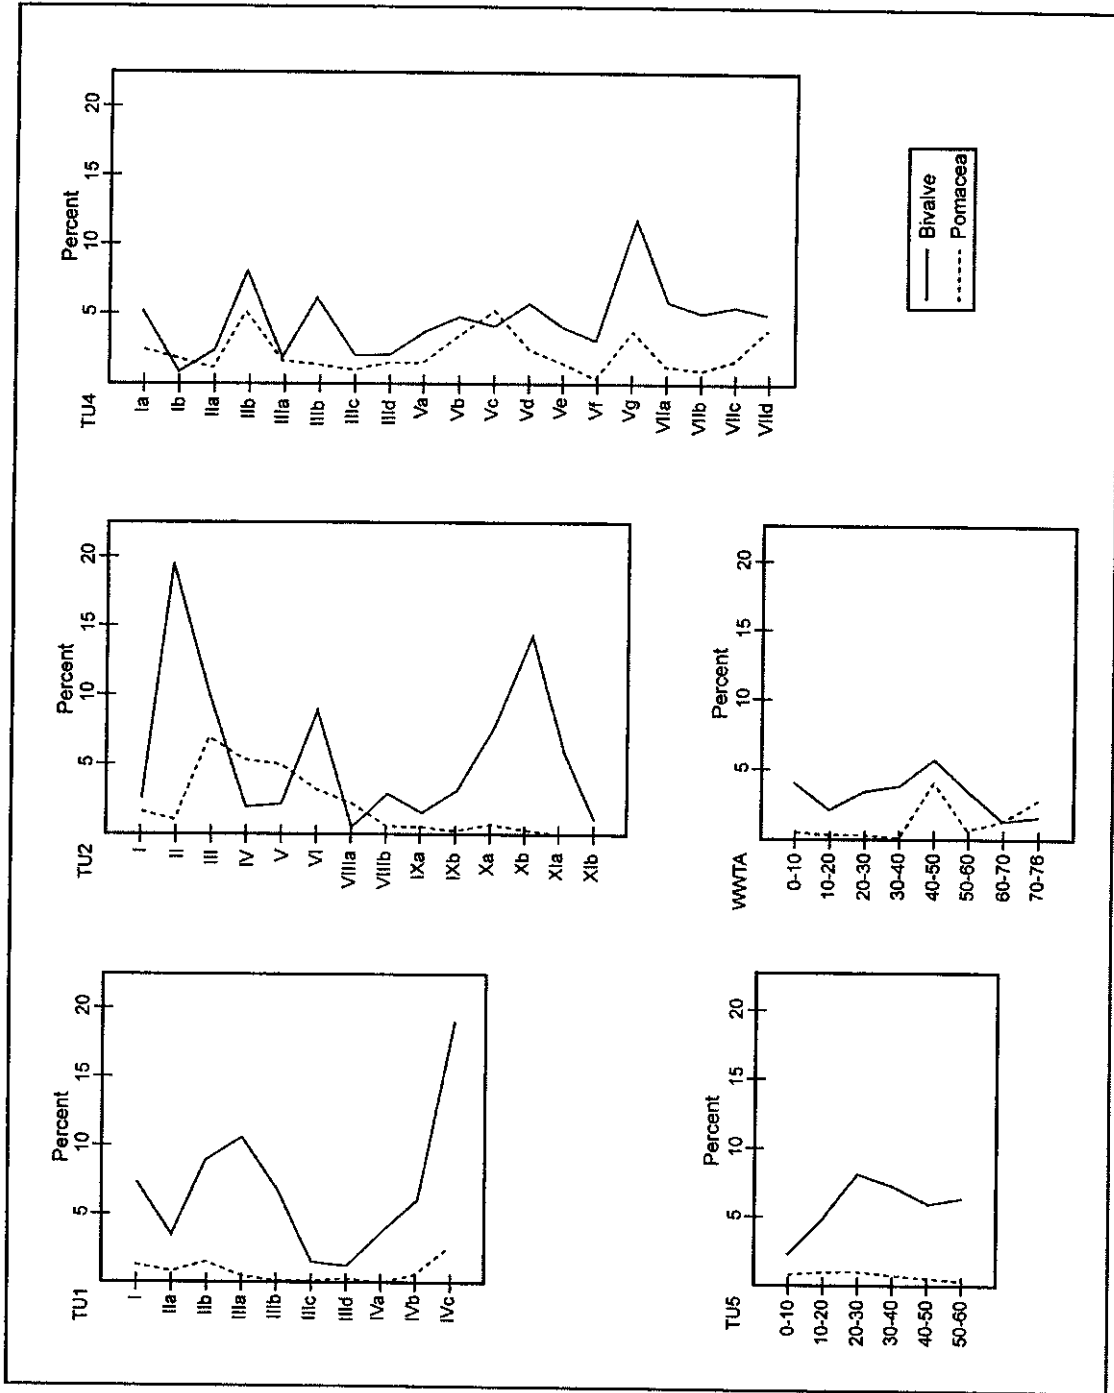 TU1
Percent
5
10
15
20
I
IIa
IIb
IIIa
IIIb
IIIc
IIId
IVa
IVb
IVc
TU2
Percent
5
10
15
20
I
II
III
IV
V
VI
VIIIa
VIIIb
IXa
IXb
Xa
Xb
XIa
XIb
TU4
Percent
5
10
15
20
Ia
Ib
IIa
IIb
IIIa
IIIb
IIIc
IIId
Va
Vb
Vc
Vd
Ve
Vf
Vg
VIIa
VIIb
VIIc
VIId
TU5
Percent
5
10
15
20
0-10
10-20
20-30
30-40
40-50
50-60
WWTA
Percent
5
10
15
20
0-10
10-20
20-30
30-40
40-50
50-60
60-70
70-76
Bivalve
Pomacea